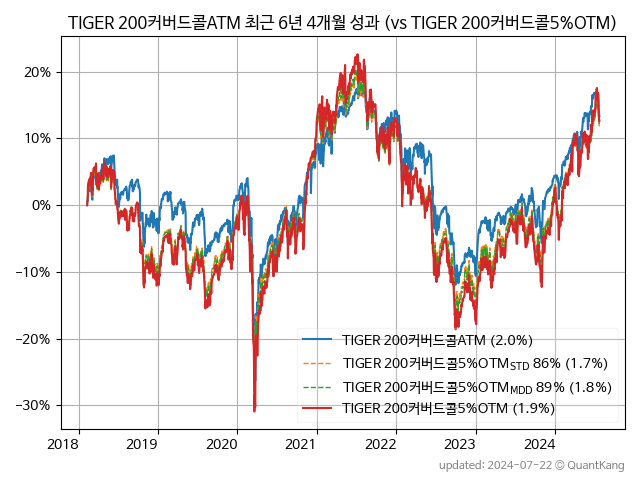 TIGER 200커버드콜ATM 최근 6년 4개월 성과 (vs TIGER 200커버드콜5%OTM)
20%
10%
0%
−10%
−20%
−30%
TIGER 200커버드콜ATM (2.0%)
TIGER 200커버드콜5%OTM_STD 86% (1.7%)
TIGER 200커버드콜5%OTM_MDD 89% (1.8%)
TIGER 200커버드콜5%OTM (1.9%)
2018 2019 2020 2021 2022 2023 2024
updated: 2024-07-22 © QuantKang